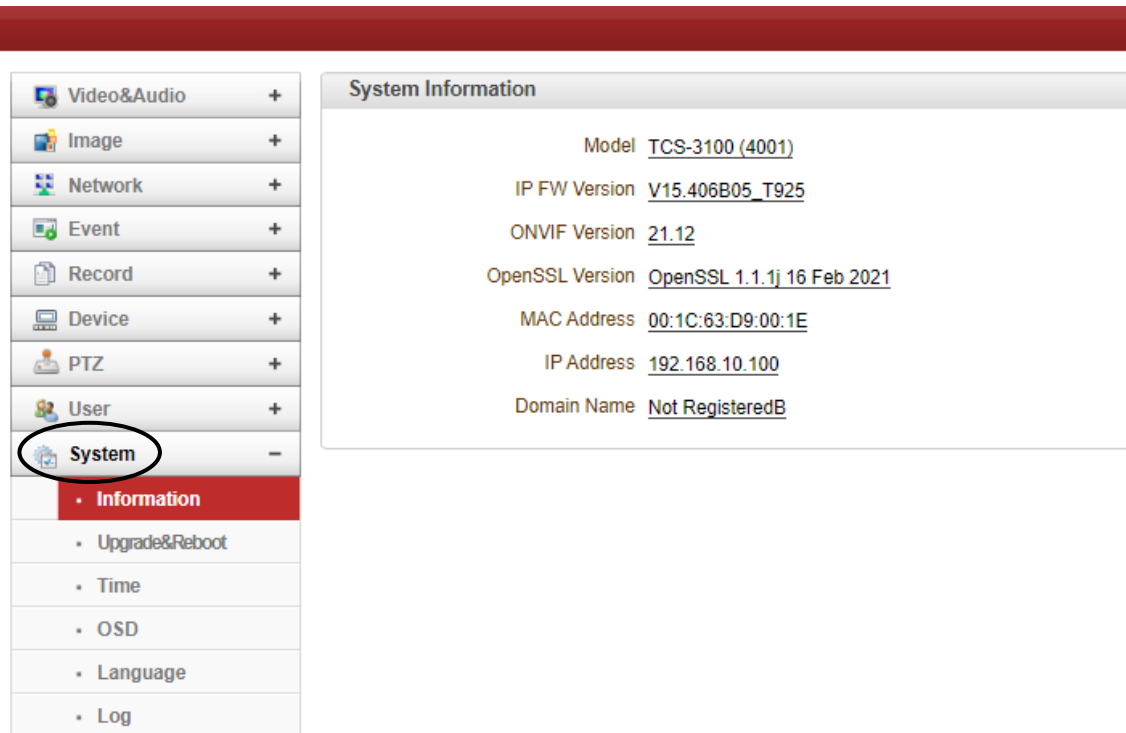 Video&Audio +
Image +
Network +
Event +
Record +
Device +
PTZ +
User +
System −
Information
Upgrade&Reboot
Time
OSD
Language
Log
System Information
Model TCS-3100 (4001)
IP FW Version V15.406B05_T925
ONVIF Version 21.12
OpenSSL Version OpenSSL 1.1.1j 16 Feb 2021
MAC Address 00:1C:63:D9:00:1E
IP Address 192.168.10.100
Domain Name Not RegisteredB